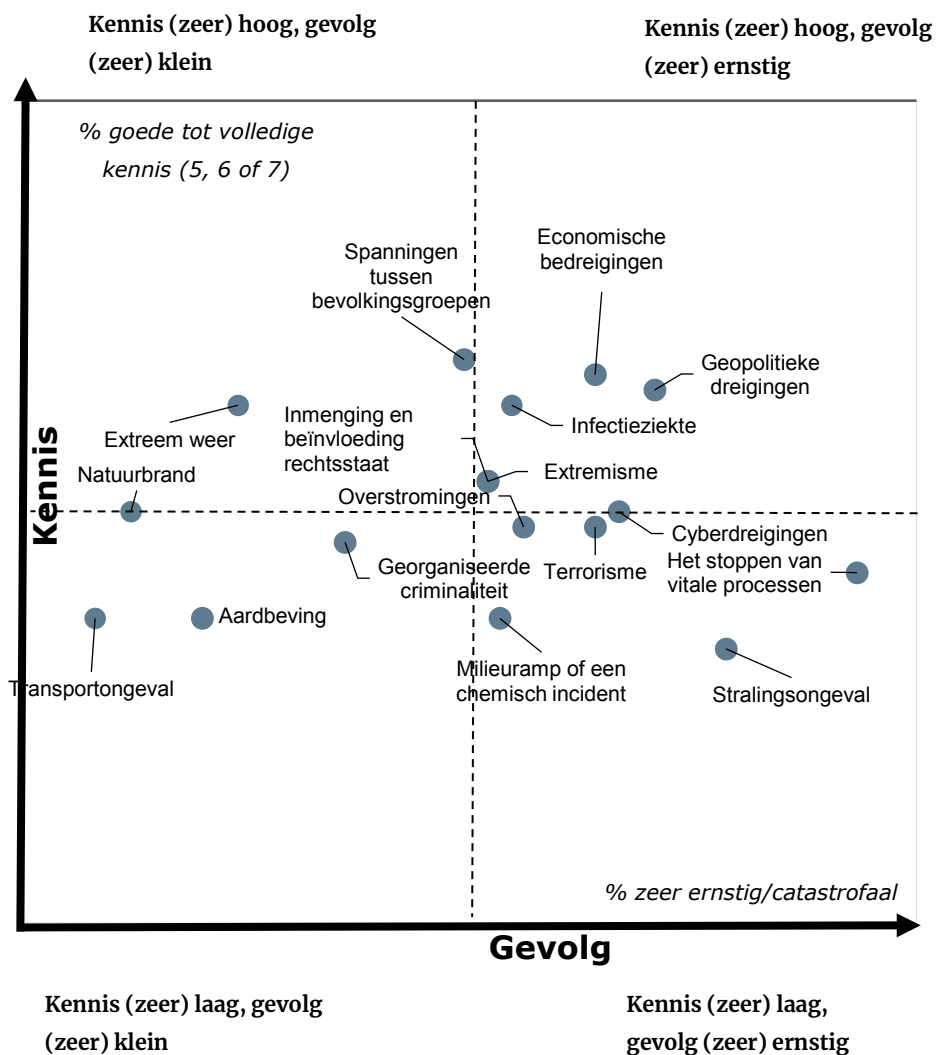 Kennis (zeer) hoog, gevolg
(zeer) klein
Kennis (zeer) hoog, gevolg
(zeer) ernstig
% goede tot volledige
kennis (5, 6 of 7)
Economische
bedreigingen
Spanningen
tussen
bevolkingsgroepen
Geopolitieke
dreigingen
Extreem weer
Inmenging en
beïnvloeding
rechtsstaat
Infectieziekte
Natuurbrand
Extremisme
Overstromingen
Kennis
Cyberdreigingen
Georganiseerde
criminaliteit
Terrorisme
Het stoppen van
vitale processen
Aardbeving
Transportongeval
Milieuramp of een
chemisch incident
Stralingsongeval
% zeer ernstig/catastrofaal
Gevolg
Kennis (zeer) laag, gevolg
(zeer) klein
Kennis (zeer) laag,
gevolg (zeer) ernstig